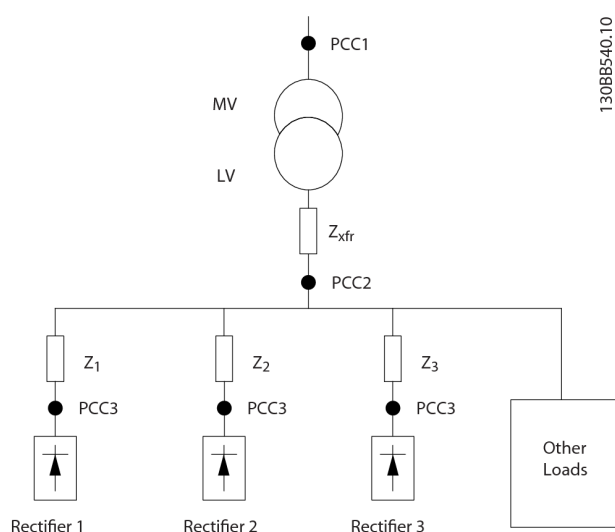 PCC1
130BB540.10
MV
LV
Zxfr
PCC2
Z1
Z2
Z3
PCC3
PCC3
PCC3
Other
Loads
Rectifier 1
Rectifier 2
Rectifier 3